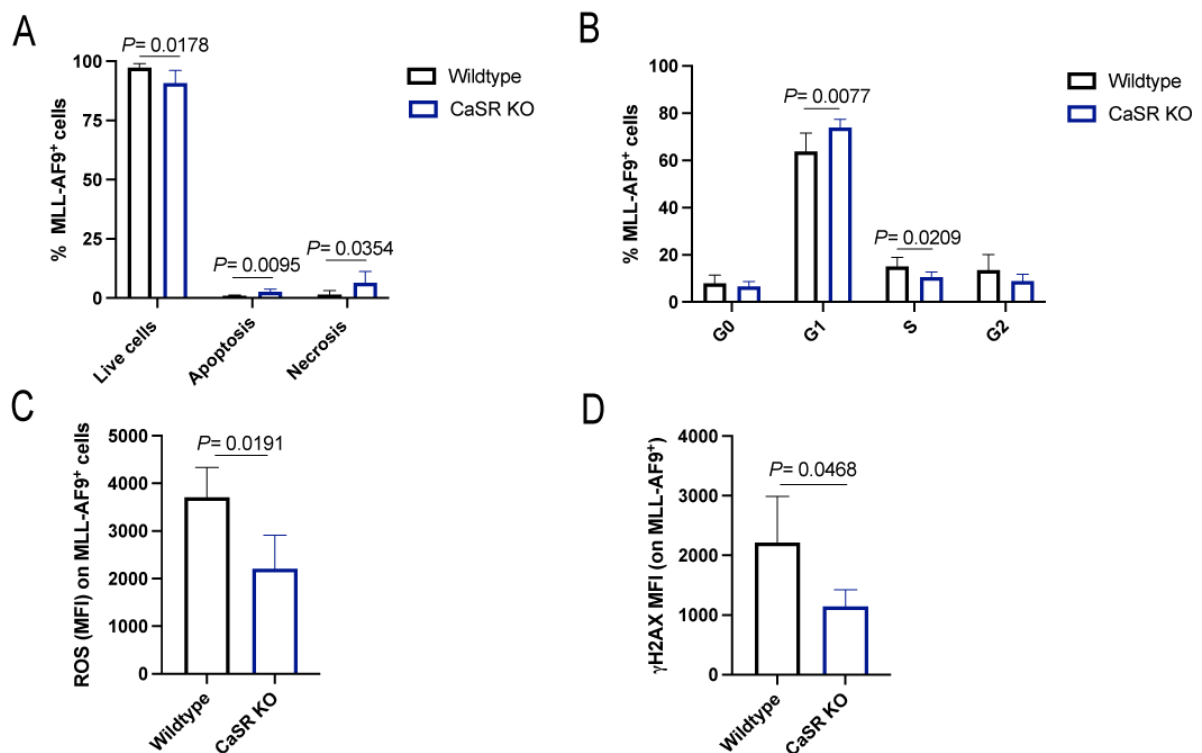 A
% MLL-AF9⁺ cells
100
75
50
25
0
P= 0.0178
P= 0.0095
P= 0.0354
Live cells
Apoptosis
Necrosis
Wildtype
CaSR KO
B
% MLL-AF9⁺ cells
100
80
60
40
20
0
P= 0.0077
P= 0.0209
G0
G1
S
G2
Wildtype
CaSR KO
C
ROS (MFI) on MLL-AF9⁺ cells
5000
4000
3000
2000
1000
0
P= 0.0191
Wildtype
CaSR KO
D
γH2AX MFI (on MLL-AF9⁺)
4000
3000
2000
1000
0
P= 0.0468
Wildtype
CaSR KO